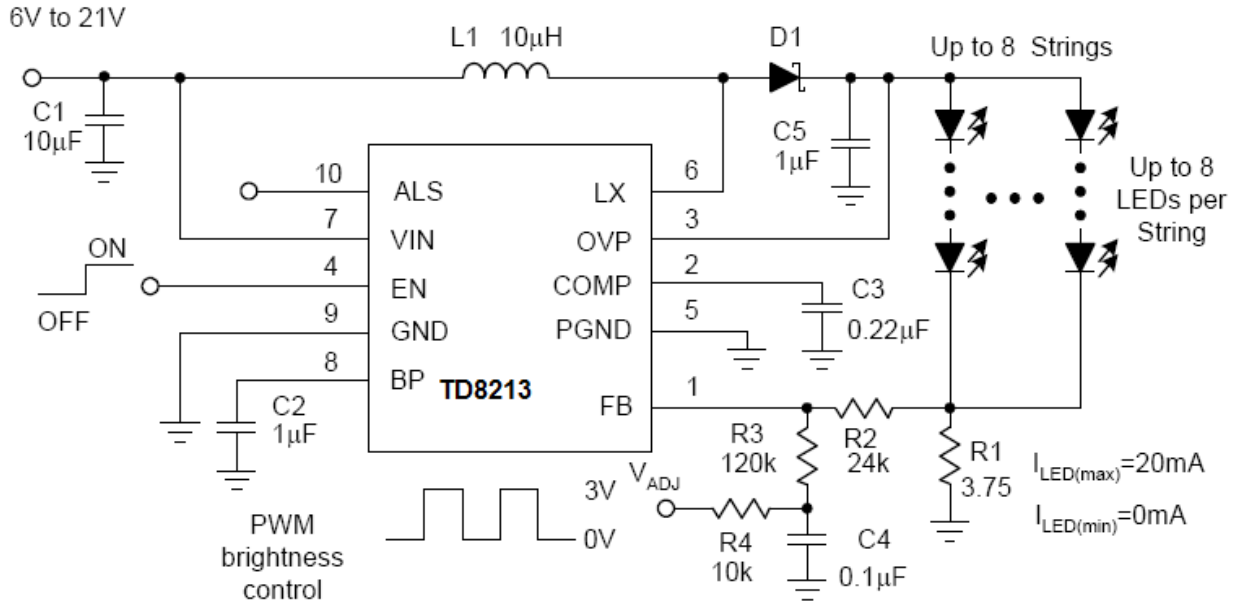 6V to 21V
L1 10μH
D1
Up to 8 Strings
C1
10μF
C5
1μF
Up to 8
LEDs per
String
10
ALS
LX
6
7
VIN
OVP
3
ON
OFF
4
EN
COMP
2
C3
0.22μF
9
GND
PGND
5
8
BP
TD8213
FB
1
C2
1μF
R3
120k
R2
24k
R1
3.75
I LED(max)=20mA
I LED(min)=0mA
VADJ
3V
0V
PWM
brightness
control
R4
10k
C4
0.1μF